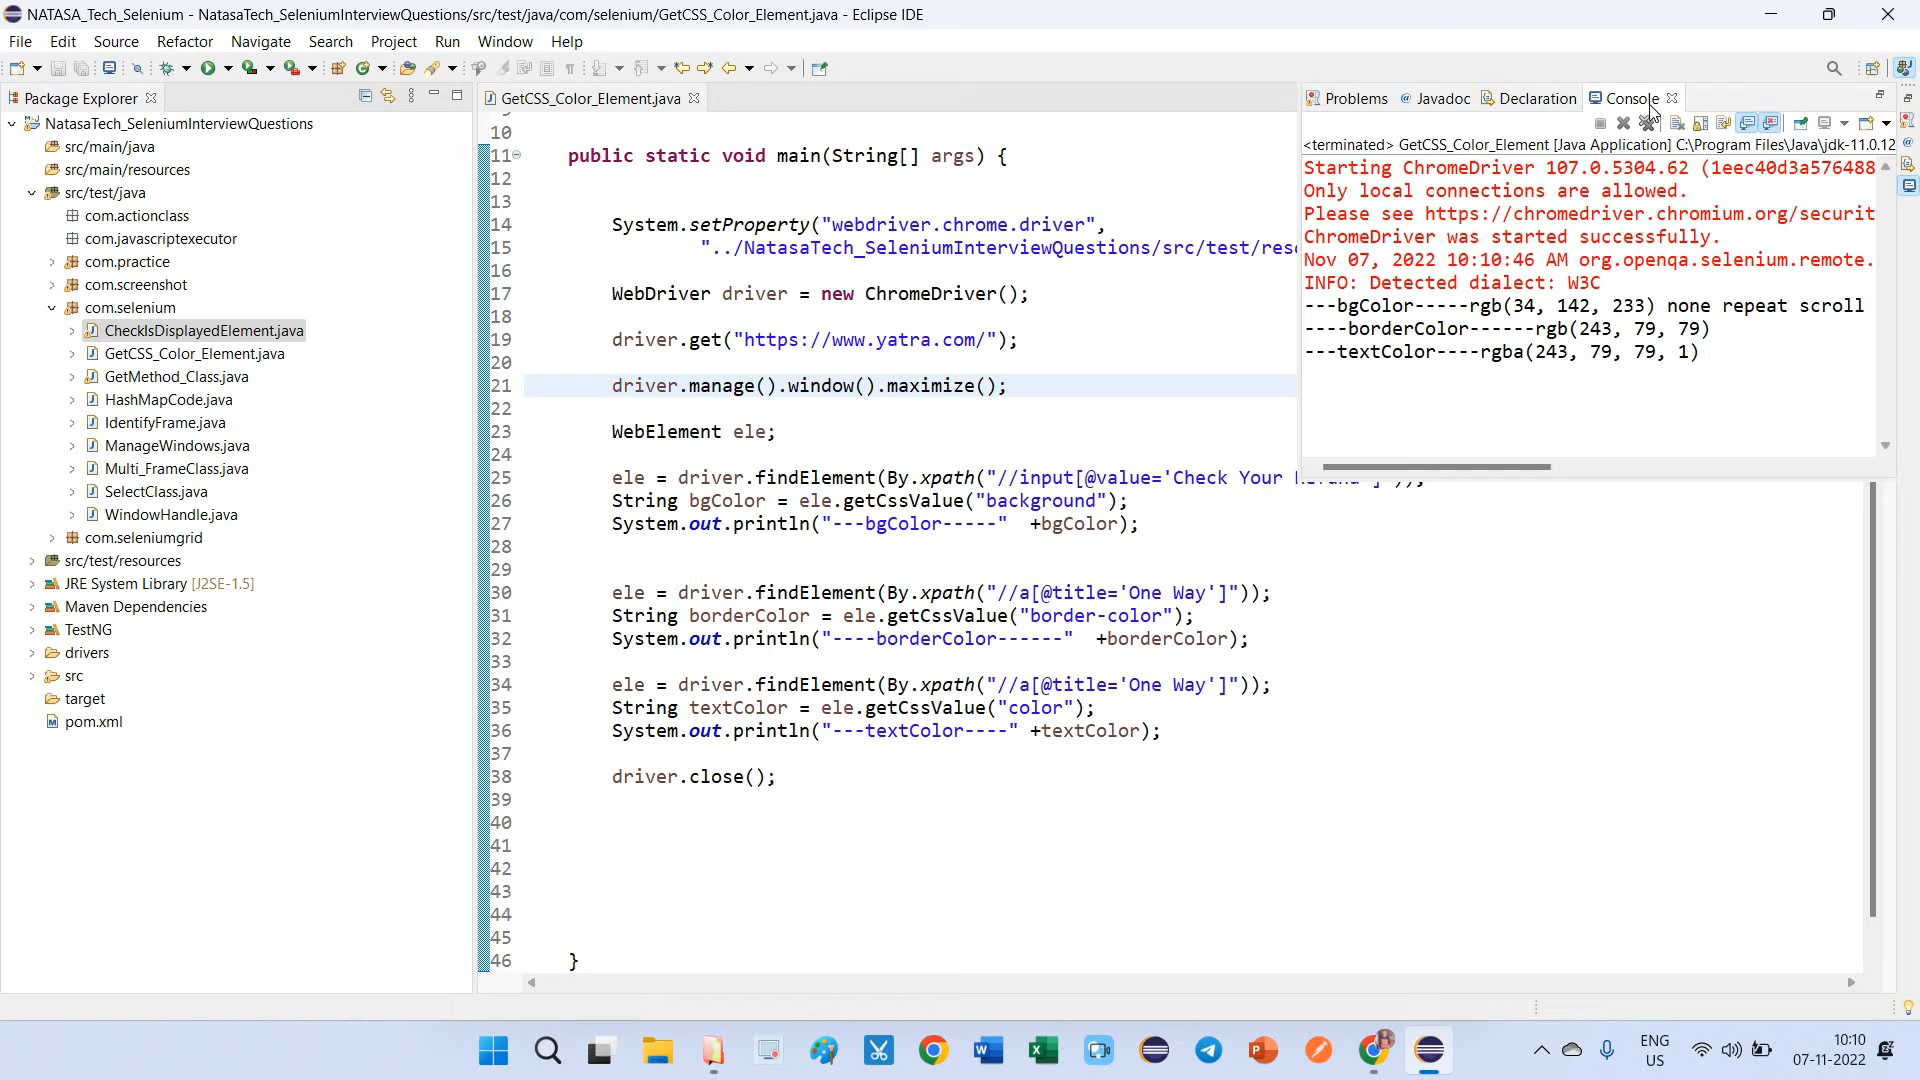 NATASA_Tech_Selenium - NatasaTech_SeleniumInterviewQuestions/src/test/java/com/selenium/GetCSS_Color_Element.java - Eclipse IDE
File Edit Source Refactor Navigate Search Project Run Window Help
Package Explorer
NatasaTech_SeleniumInterviewQuestions
src/main/java
src/main/resources
src/test/java
com.actionclass
com.javascriptexecutor
com.practice
com.screenshot
com.selenium
CheckIsDisplayedElement.java
GetCSS_Color_Element.java
GetMethod_Class.java
HashMapCode.java
IdentifyFrame.java
ManageWindows.java
Multi_FrameClass.java
SelectClass.java
WindowHandle.java
com.seleniumgrid
src/test/resources
JRE System Library [J2SE-1.5]
Maven Dependencies
TestNG
drivers
src
target
pom.xml
GetCSS_Color_Element.java
10
11 public static void main(String[] args) {
12
13
14 System.setProperty("webdriver.chrome.driver",
15 "../NatasaTech_SeleniumInterviewQuestions/src/test/res
16
17 WebDriver driver = new ChromeDriver();
18
19 driver.get("https://www.yatra.com/");
20
21 driver.manage().window().maximize();
22
23 WebElement ele;
24
25 ele = driver.findElement(By.xpath("//input[@value='Check Your
26 String bgColor = ele.getCssValue("background");
27 System.out.println("---bgColor-----" +bgColor);
28
29
30 ele = driver.findElement(By.xpath("//a[@title='One Way']"));
31 String borderColor = ele.getCssValue("border-color");
32 System.out.println("----borderColor------" +borderColor);
33
34 ele = driver.findElement(By.xpath("//a[@title='One Way']"));
35 String textColor = ele.getCssValue("color");
36 System.out.println("---textColor----" +textColor);
37
38 driver.close();
39
40
41
42
43
44
45
46 }
Problems Javadoc Declaration Console
<terminated> GetCSS_Color_Element [Java Application] C:\Program Files\Java\jdk-11.0.12
Starting ChromeDriver 107.0.5304.62 (1eec40d3a576488
Only local connections are allowed.
Please see https://chromedriver.chromium.org/securit
ChromeDriver was started successfully.
Nov 07, 2022 10:10:46 AM org.openqa.selenium.remote.
INFO: Detected dialect: W3C
---bgColor-----rgb(34, 142, 233) none repeat scroll
----borderColor------rgb(243, 79, 79)
---textColor----rgba(243, 79, 79, 1)
ENG
US
10:10
07-11-2022